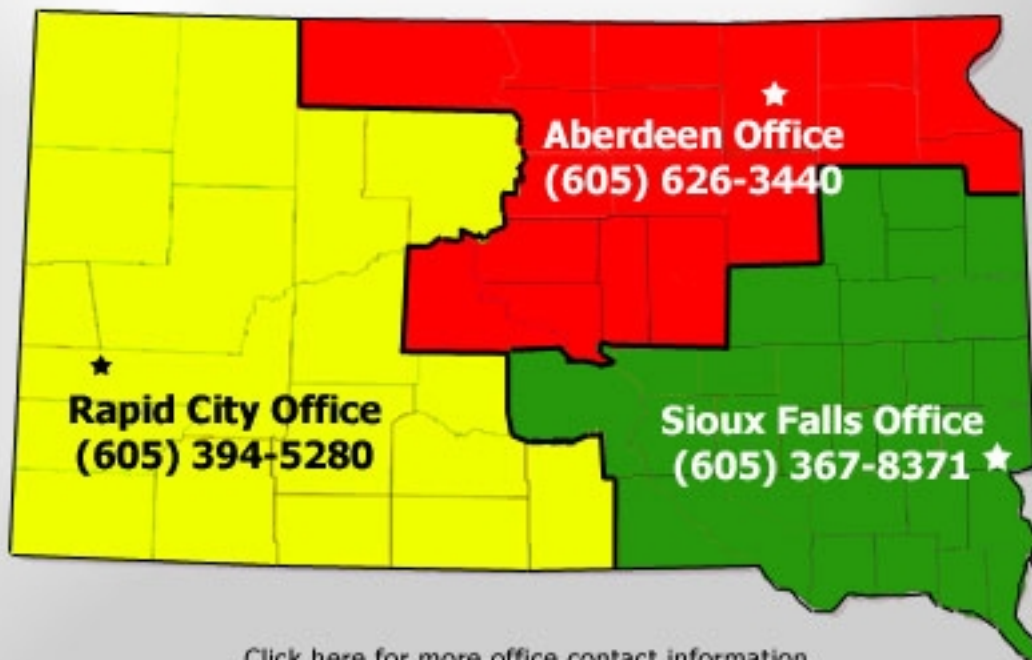 Aberdeen Office
(605) 626-3440
Rapid City Office
(605) 394-5280
Sioux Falls Office
(605) 367-8371
Click here for more office contact information